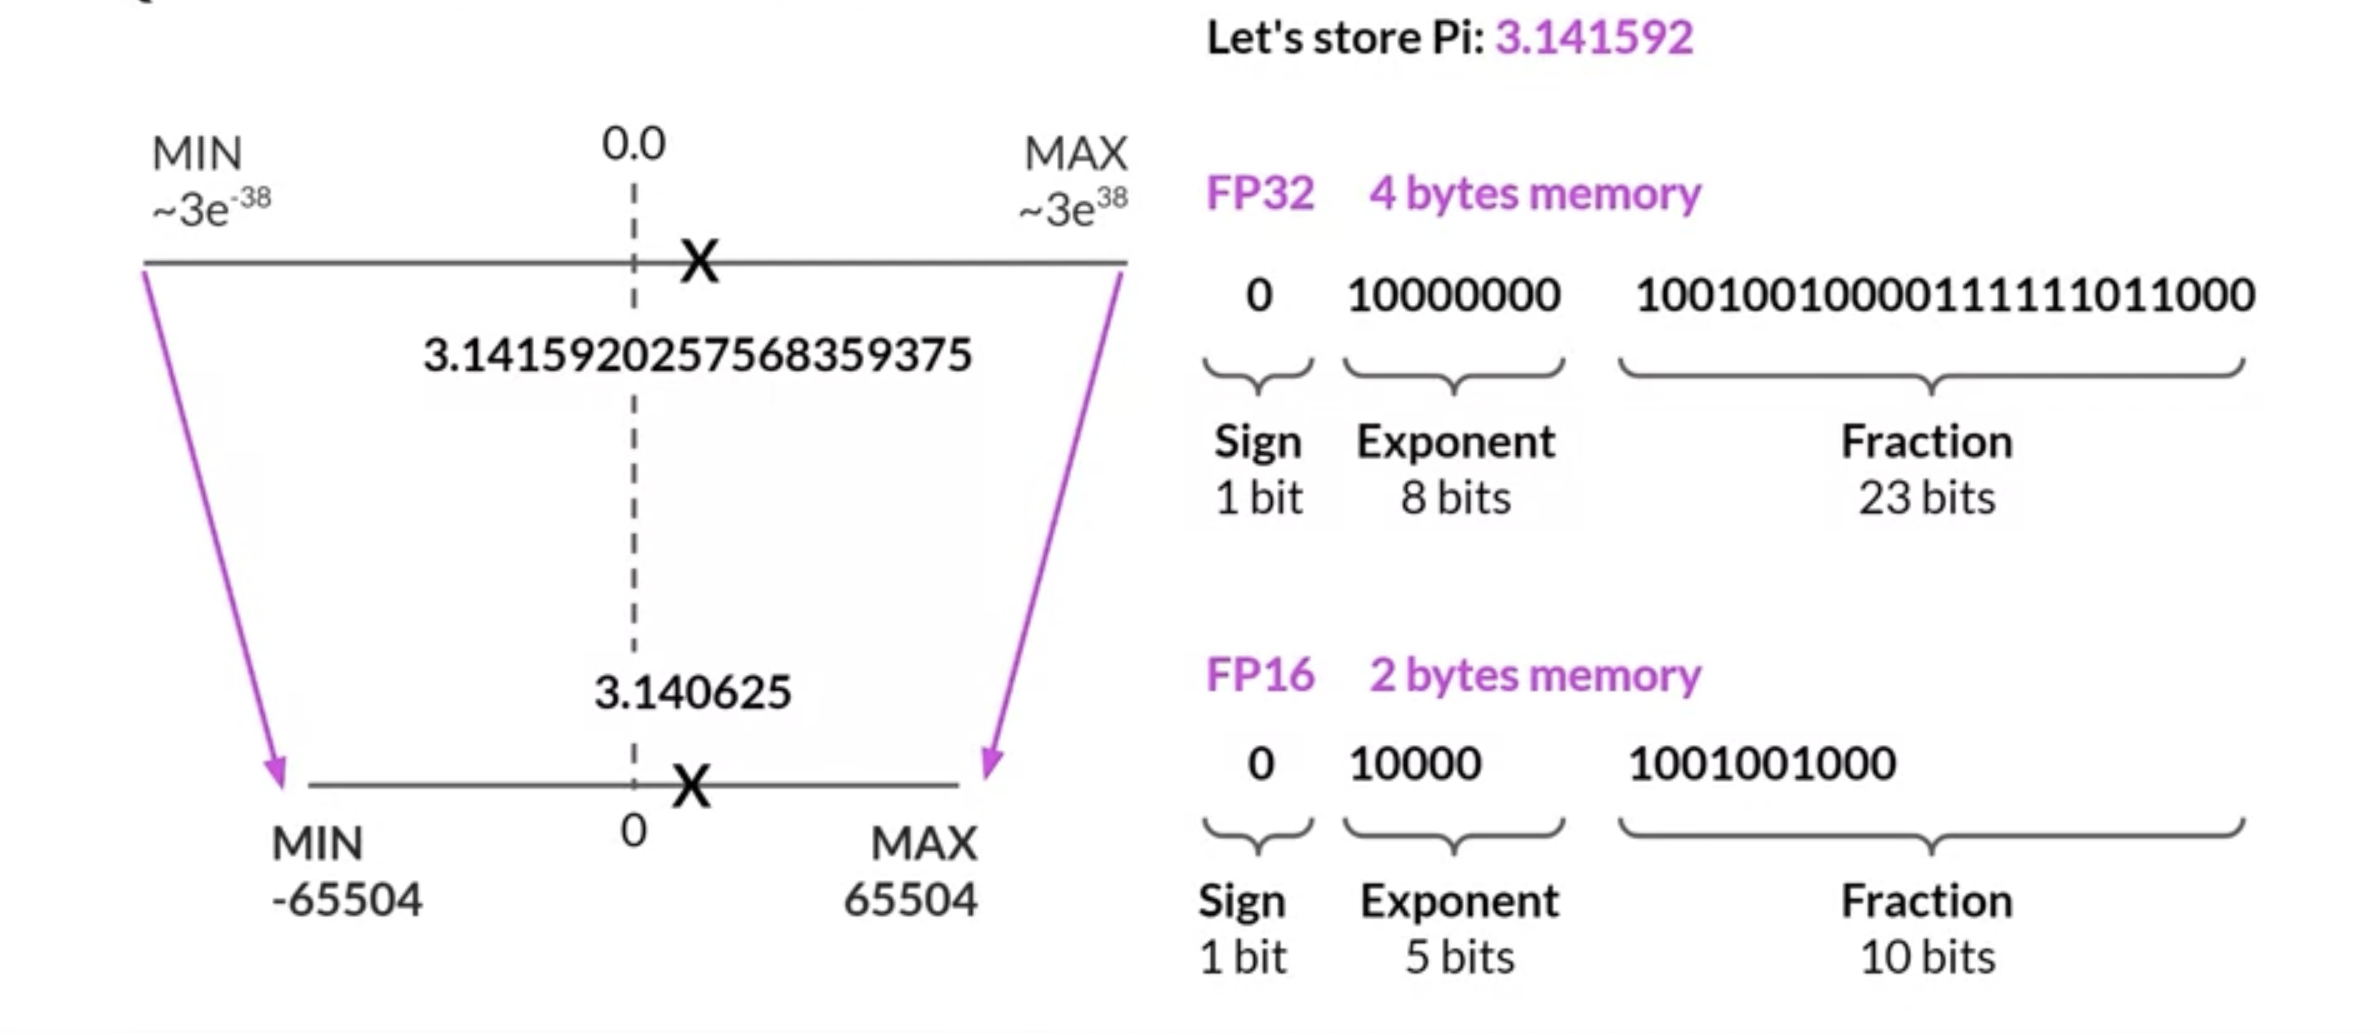 Let's store Pi: 3.141592
MIN
~3e⁻³⁸
0.0
MAX
~3e³⁸
X
3.1415920257568359375
3.140625
X
MIN
-65504
0
MAX
65504
FP32 4 bytes memory
0 10000000 10010010000111111011000
Sign Exponent Fraction
1 bit 8 bits 23 bits
FP16 2 bytes memory
0 10000 1001001000
Sign Exponent Fraction
1 bit 5 bits 10 bits